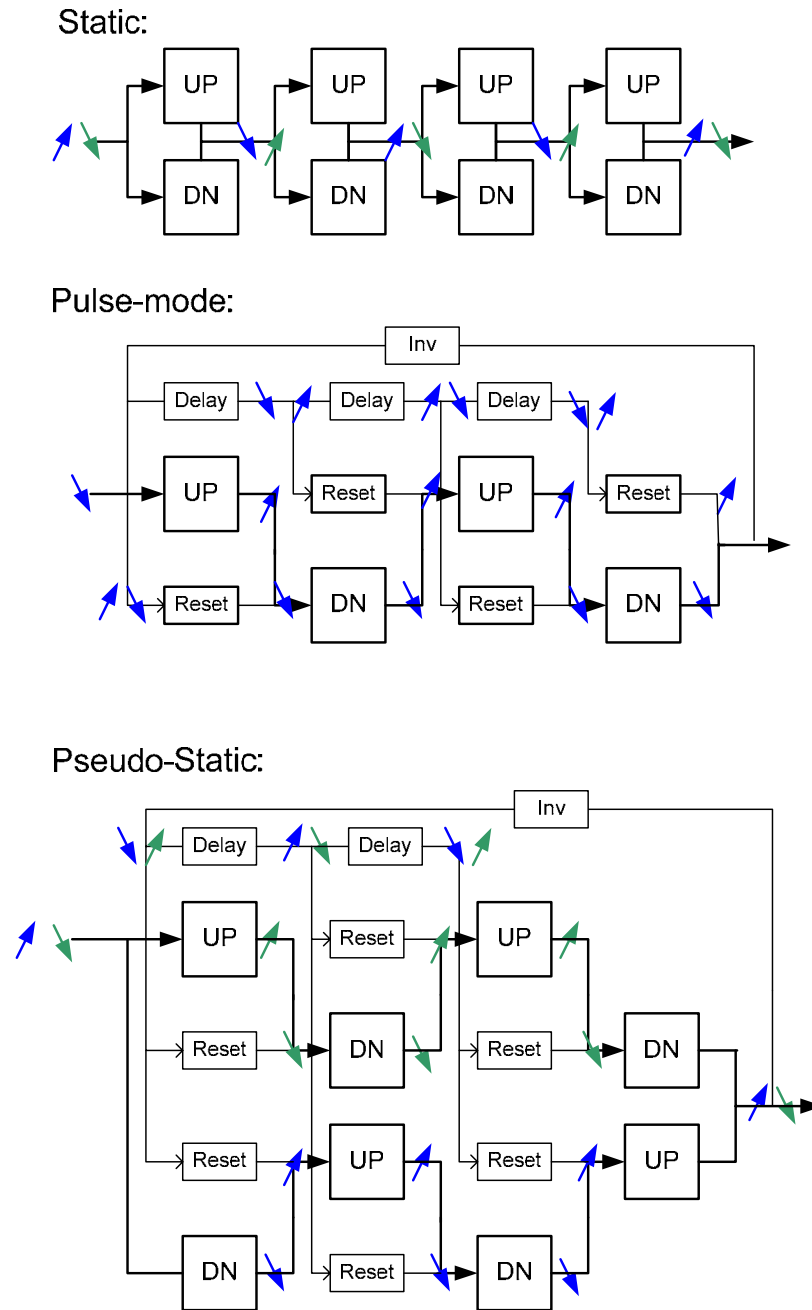 Static:
UP UP UP UP
DN DN DN DN
Pulse-mode:
Inv
Delay Delay Delay
UP Reset UP Reset
Reset DN Reset DN
Pseudo-Static:
Inv
Delay Delay
UP Reset UP
Reset DN Reset DN
Reset UP Reset UP
DN Reset DN